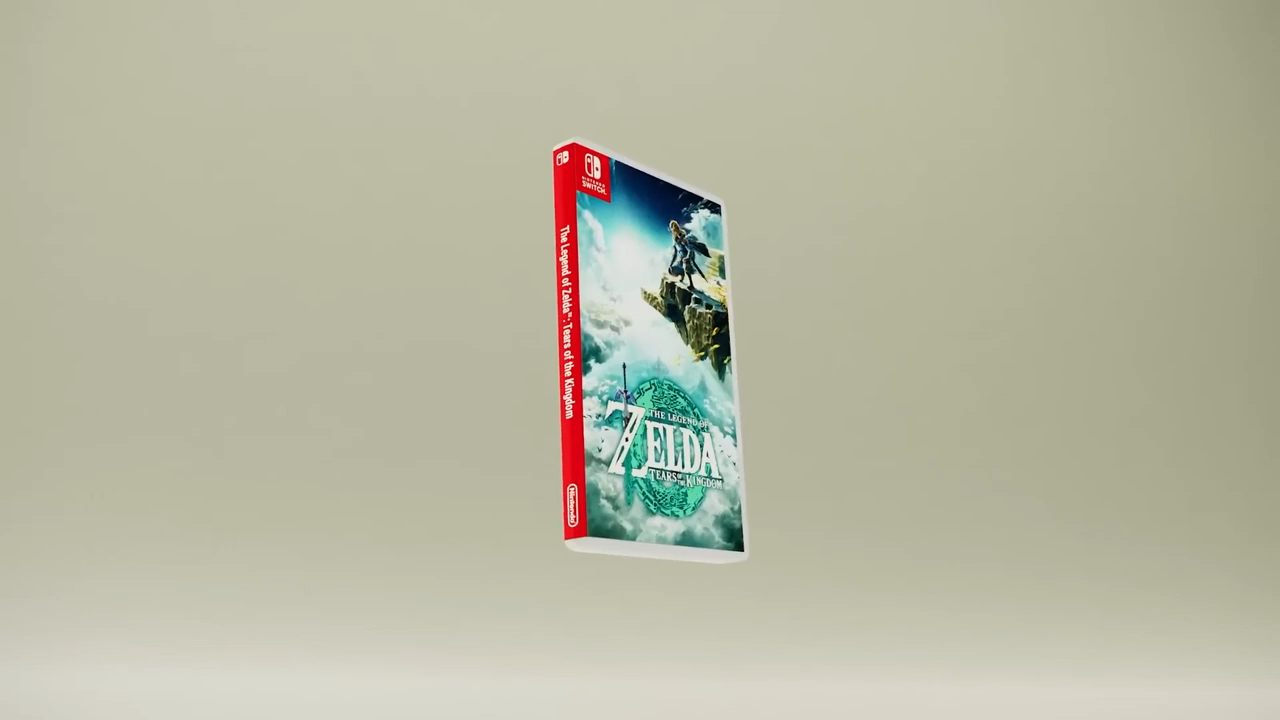 The Legend of Zelda™: Tears of the Kingdom
Nintendo
NINTENDO
SWITCH.
THE LEGEND OF
ZELDA
TEARS OF THE KINGDOM